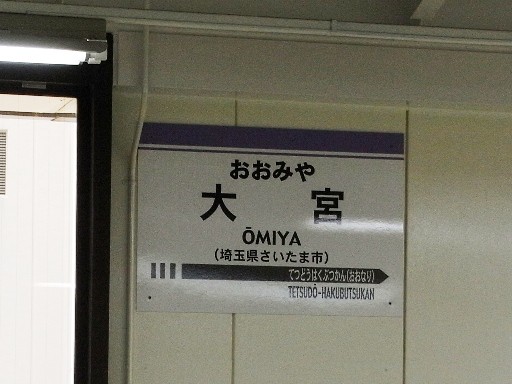 おおみや
大宮
ŌMIYA
(埼玉県さいたま市)
てつどうはくぶつかん(おおなり)
TETSUDŌ-HAKUBUTSUKAN